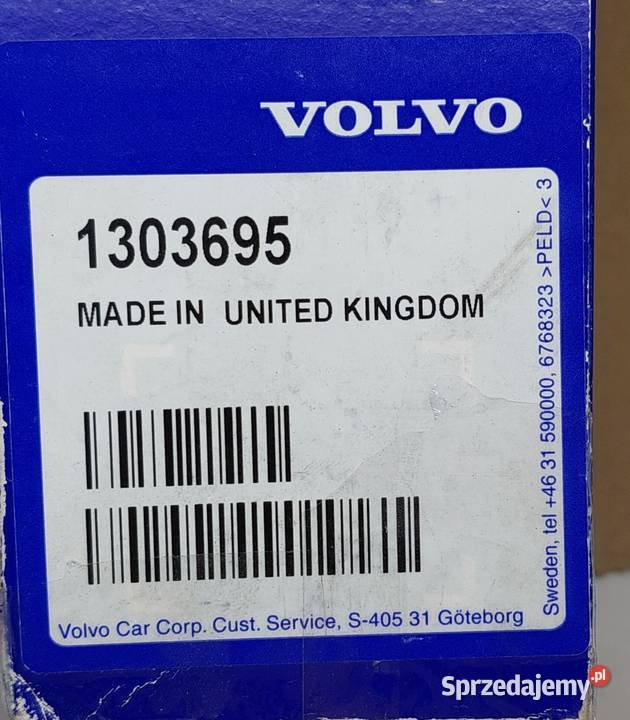 VOLVO
1303695
MADE IN UNITED KINGDOM
Volvo Car Corp. Cust. Service, S-405 31 Göteborg
Sweden, tel +46 31 590000, 6768323 >PELD< 3
Sprzedajemy.pl